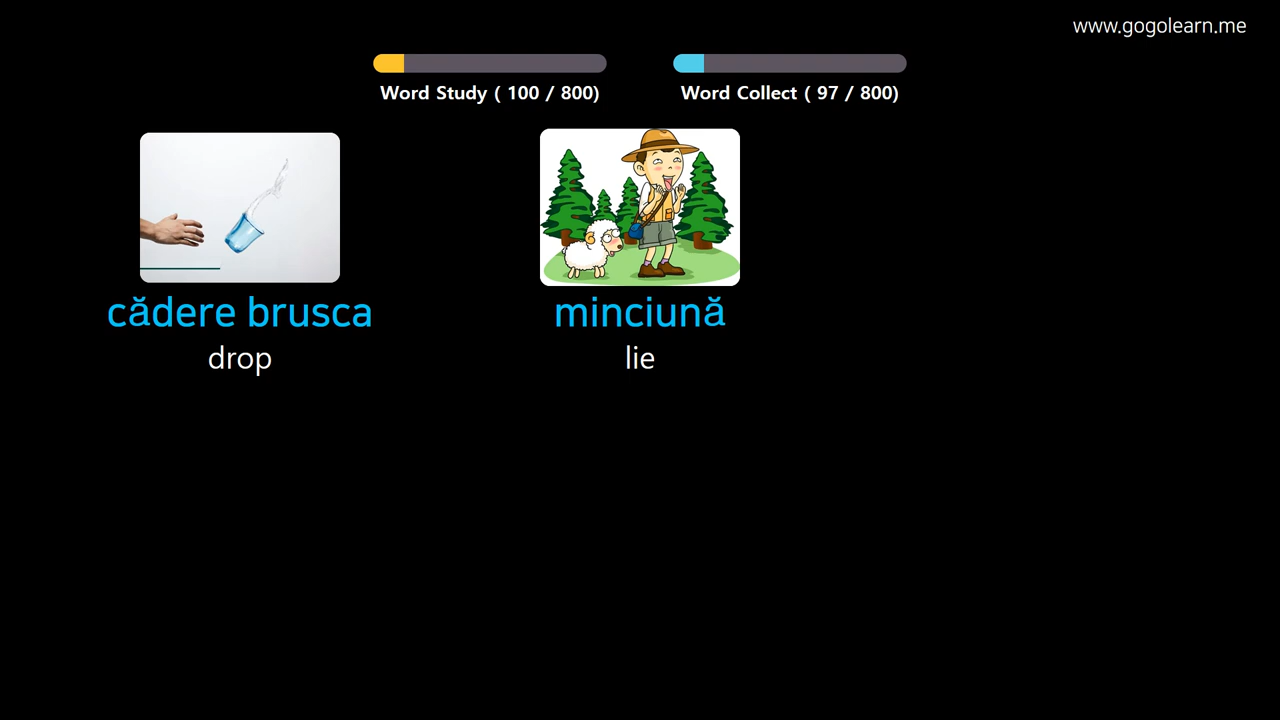 www.gogolearn.me
Word Study ( 100 / 800)
Word Collect ( 97 / 800)
cădere brusca
drop
minciună
lie